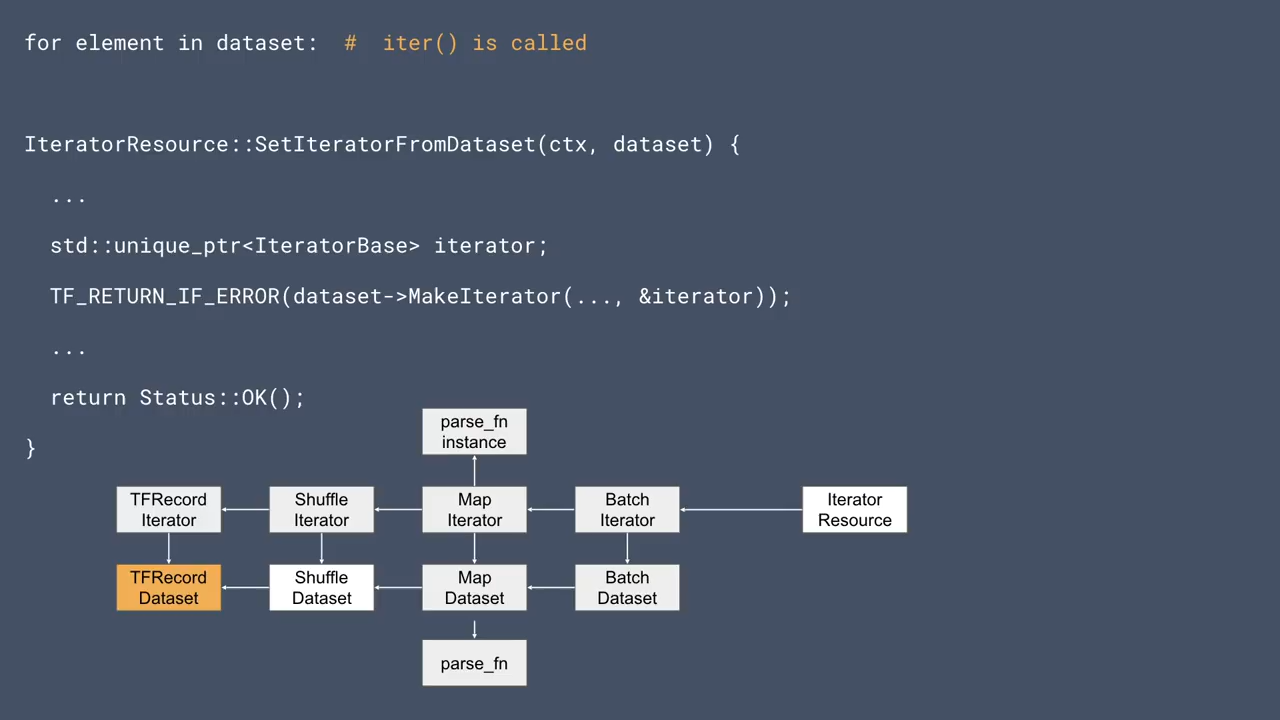 for element in dataset:  #  iter() is called
IteratorResource::SetIteratorFromDataset(ctx, dataset) {
...
std::unique_ptr<IteratorBase> iterator;
TF_RETURN_IF_ERROR(dataset->MakeIterator(..., &iterator));
...
return Status::OK();
}
parse_fn
instance
TFRecord
Iterator
Shuffle
Iterator
Map
Iterator
Batch
Iterator
Iterator
Resource
TFRecord
Dataset
Shuffle
Dataset
Map
Dataset
Batch
Dataset
parse_fn